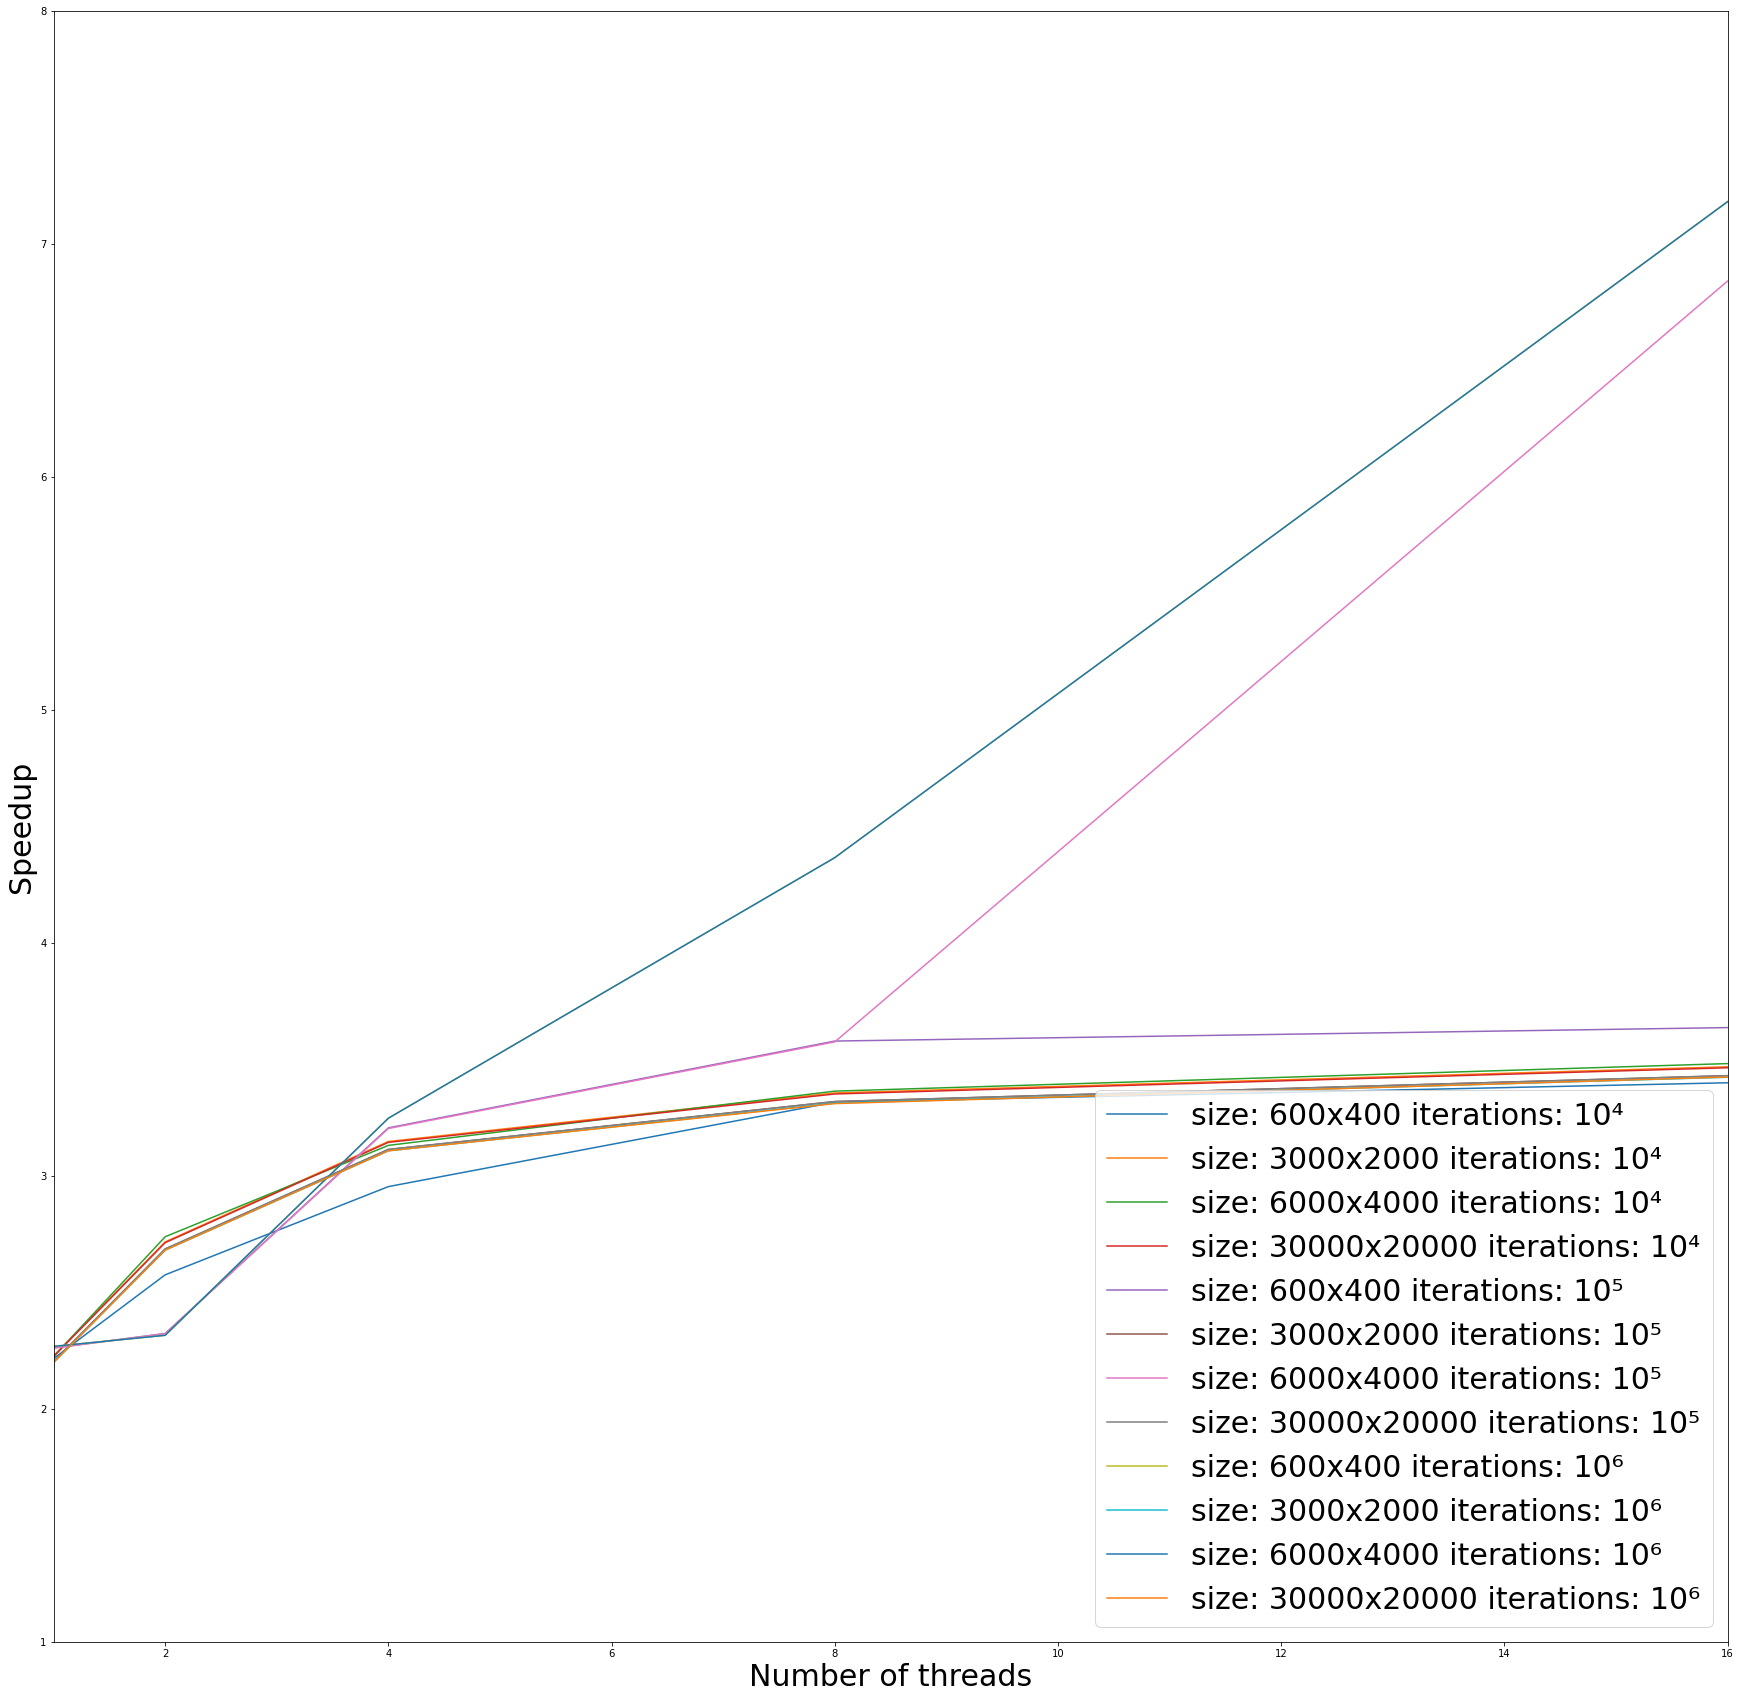 8
7
6
5
4
3
2
1
Speedup
size: 600x400 iterations: 10⁴
size: 3000x2000 iterations: 10⁴
size: 6000x4000 iterations: 10⁴
size: 30000x20000 iterations: 10⁴
size: 600x400 iterations: 10⁵
size: 3000x2000 iterations: 10⁵
size: 6000x4000 iterations: 10⁵
size: 30000x20000 iterations: 10⁵
size: 600x400 iterations: 10⁶
size: 3000x2000 iterations: 10⁶
size: 6000x4000 iterations: 10⁶
size: 30000x20000 iterations: 10⁶
2 4 6 8 10 12 14 16
Number of threads